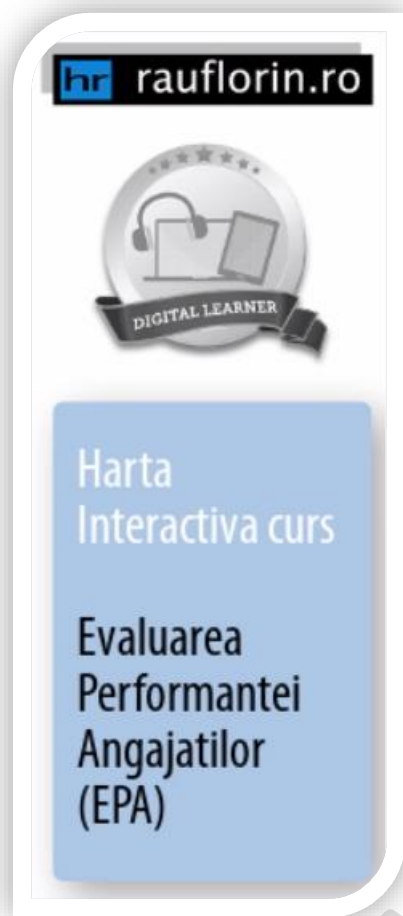 hr rauflorin.ro
DIGITAL LEARNER
Harta
Interactiva curs
Evaluarea
Performantei
Angajatilor
(EPA)